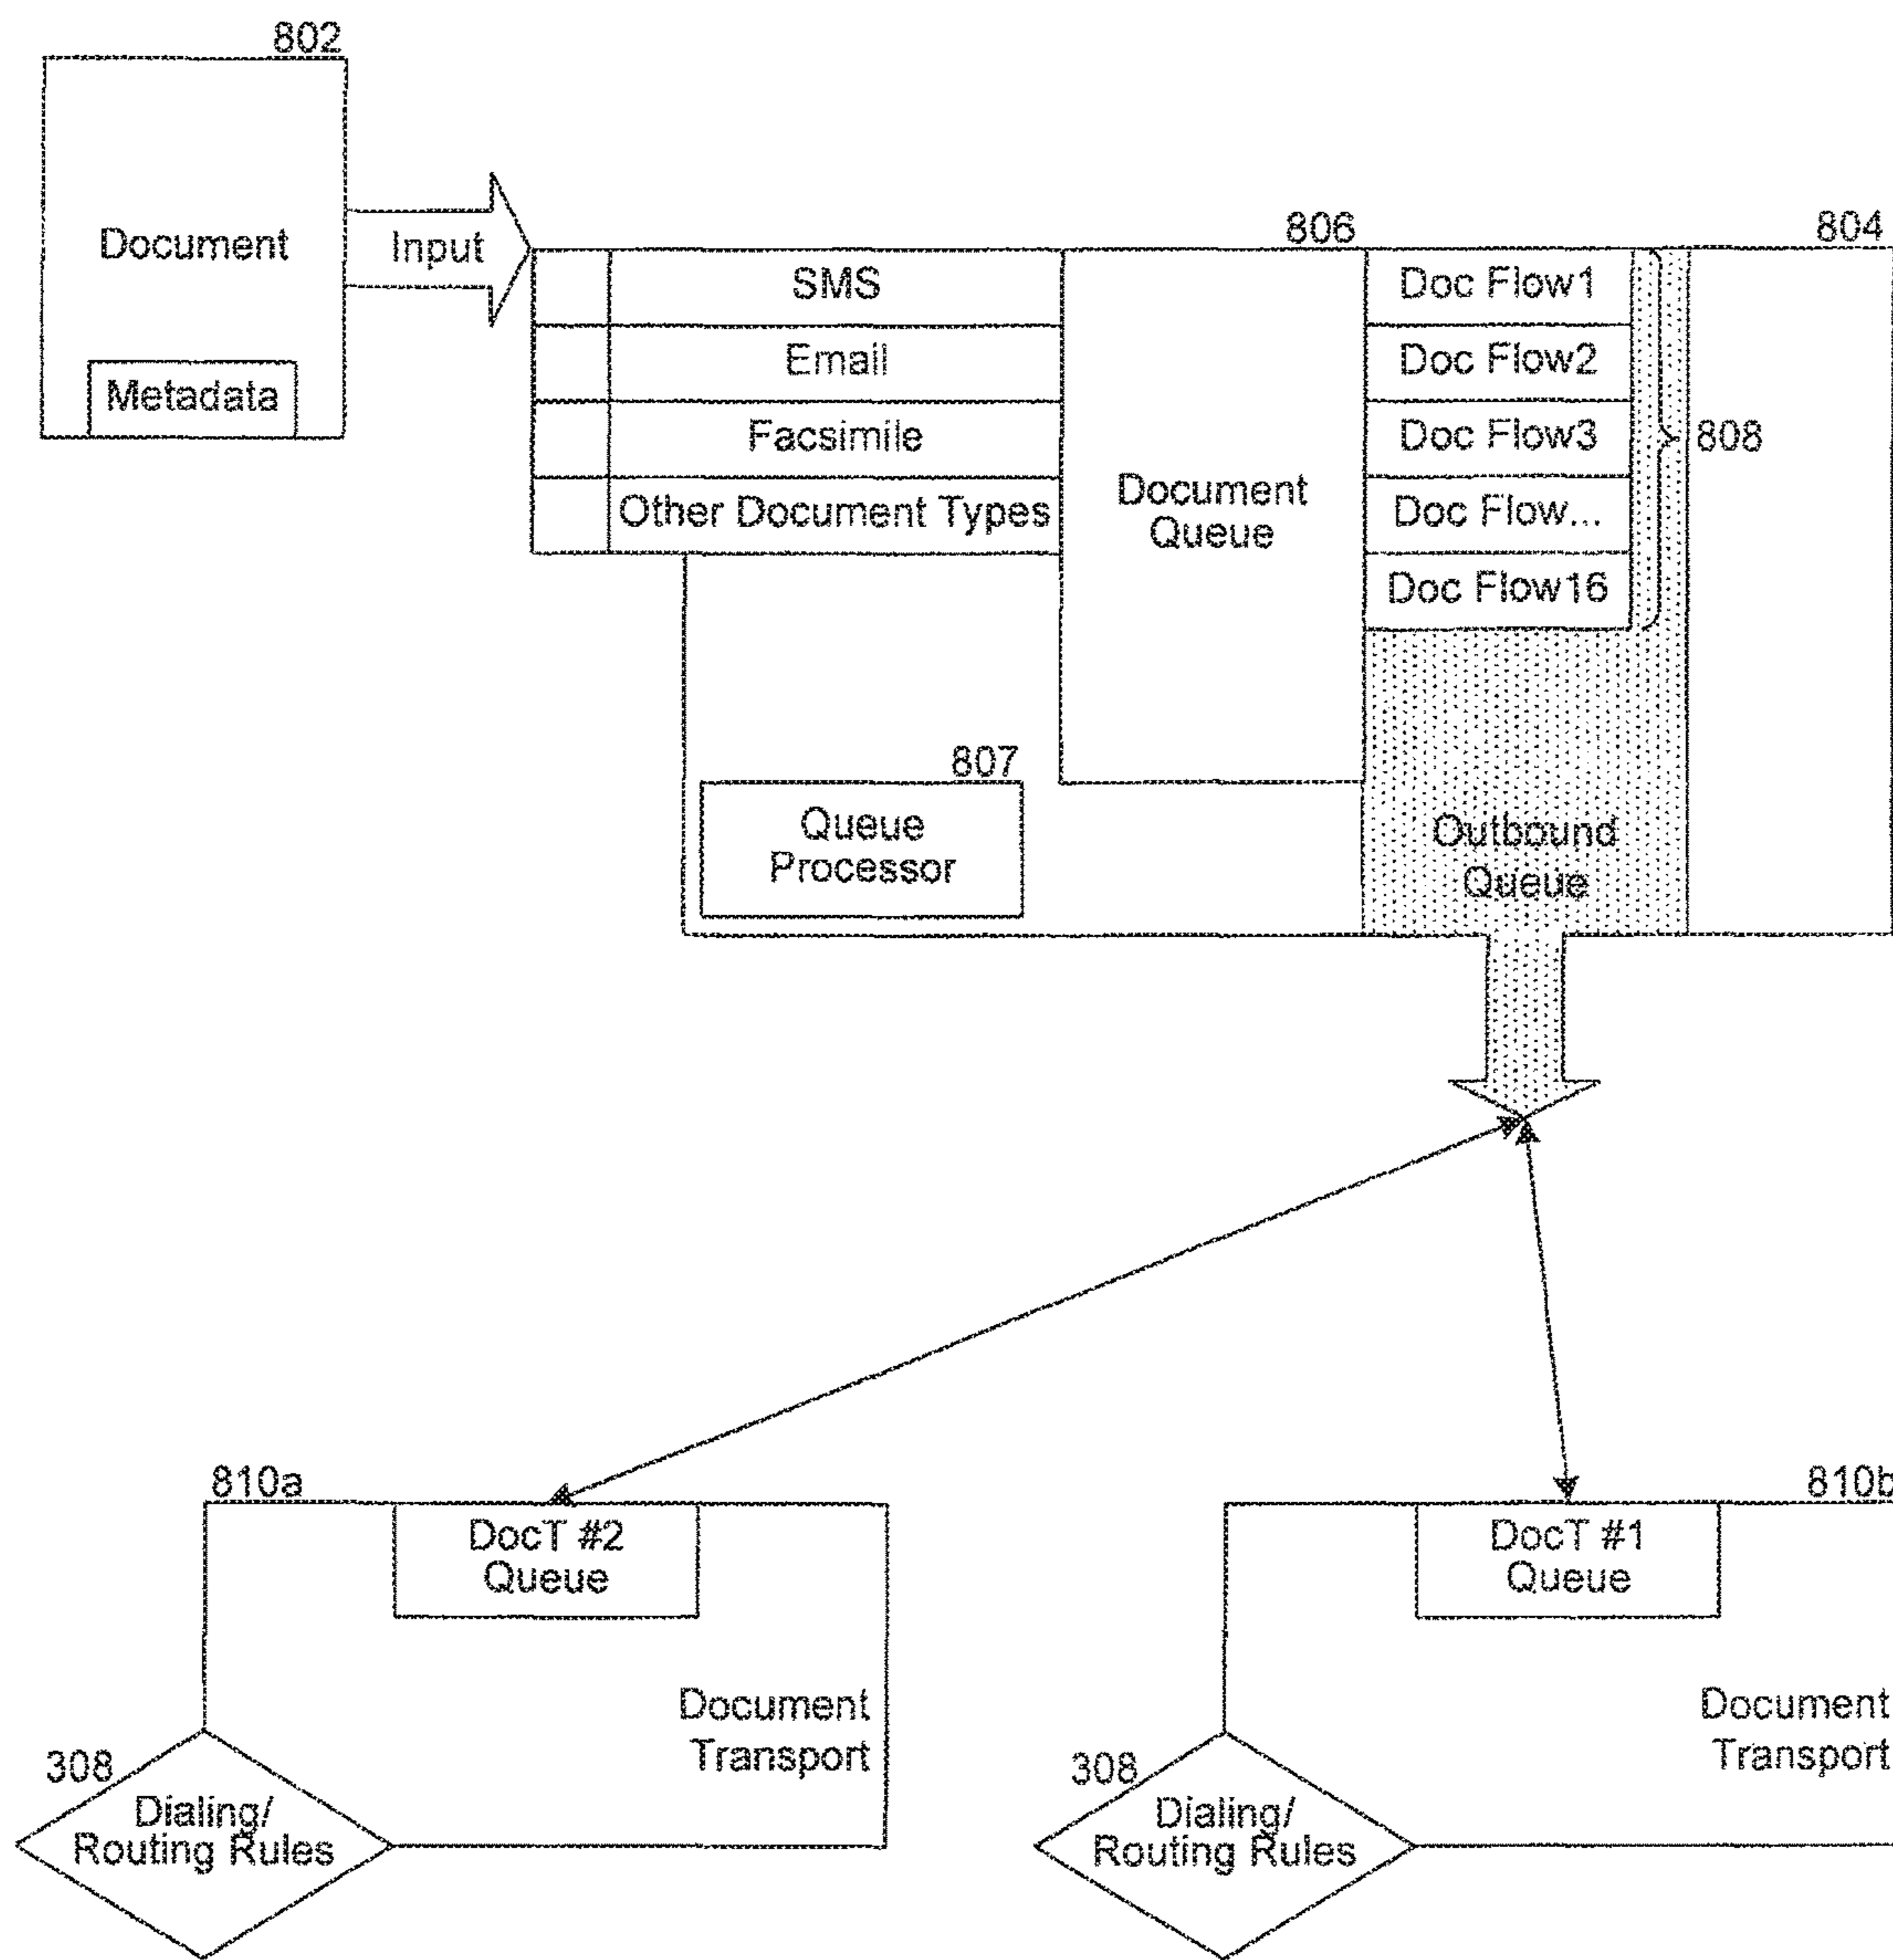 802
Document
Input
Metadata
806
804
SMS
Doc Flow1
Email
Doc Flow2
Facsimile
Doc Flow3
808
Other Document Types
Document
Queue
Doc Flow...
Doc Flow16
807
Queue
Processor
Outbound
Queue
810a
810b
DocT #2
Queue
DocT #1
Queue
Document
Transport
Document
Transport
308
308
Dialing/
Routing Rules
Dialing/
Routing Rules